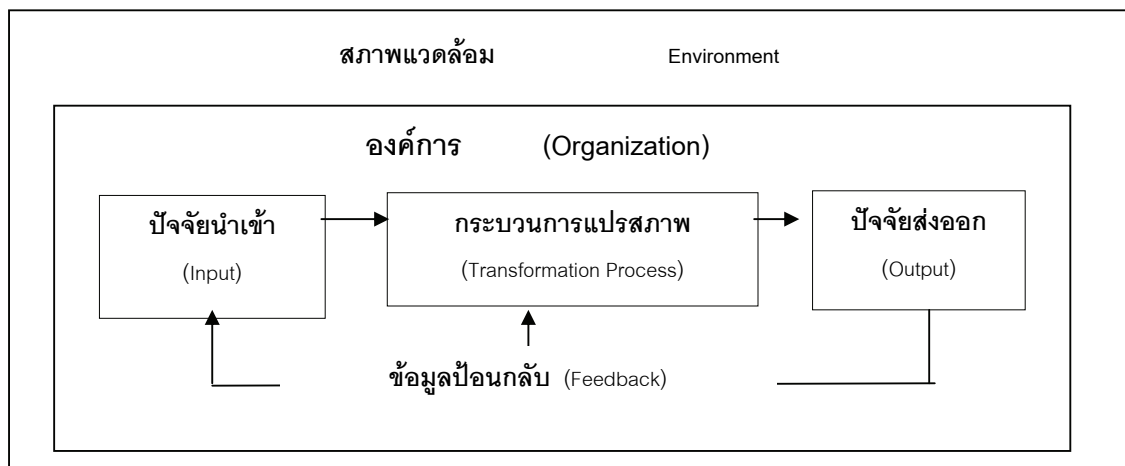 สภาพแวดล้อม Environment
องค์การ (Organization)
ปัจจัยนำเข้า
(Input)
กระบวนการแปรสภาพ
(Transformation Process)
ปัจจัยส่งออก
(Output)
ข้อมูลป้อนกลับ (Feedback)